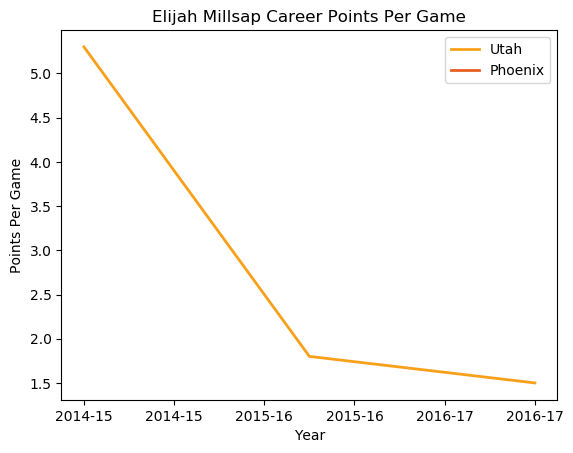 Elijah Millsap Career Points Per Game
Utah
Phoenix
Points Per Game
5.0
4.5
4.0
3.5
3.0
2.5
2.0
1.5
2014-15 2014-15 2015-16 2015-16 2016-17 2016-17
Year